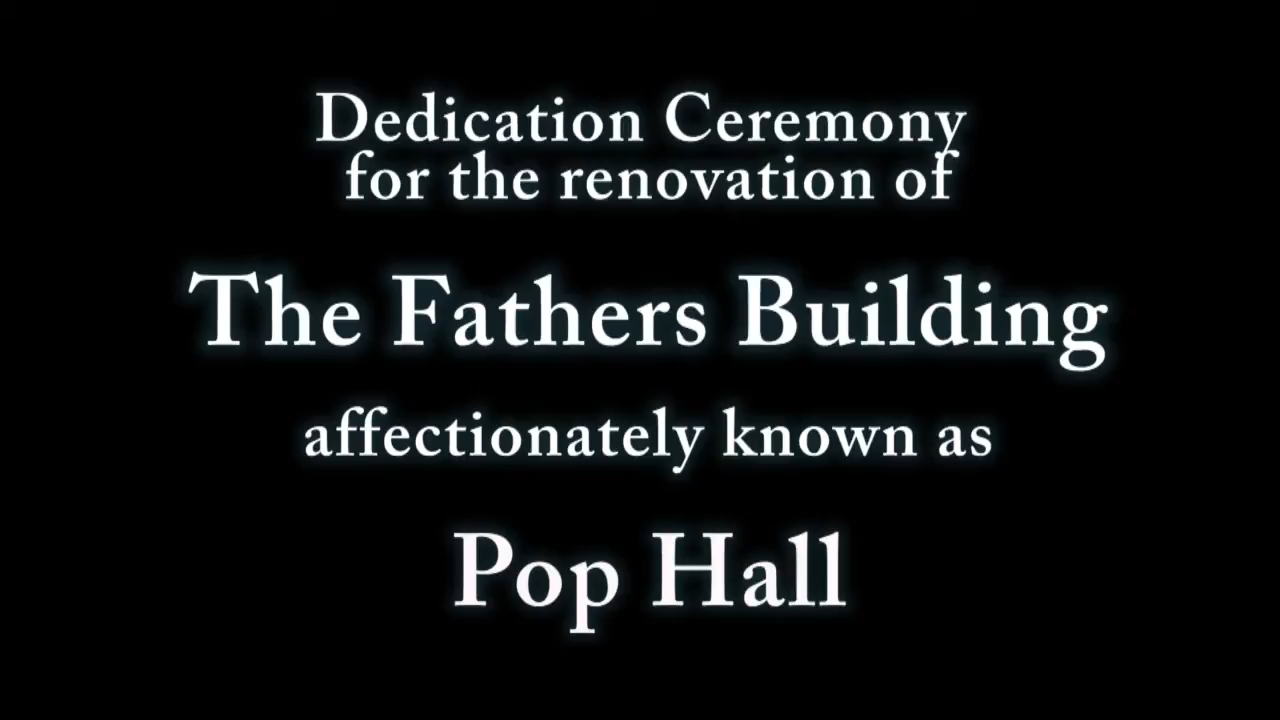 Dedication Ceremony
for the renovation of
The Fathers Building
affectionately known as
Pop Hall